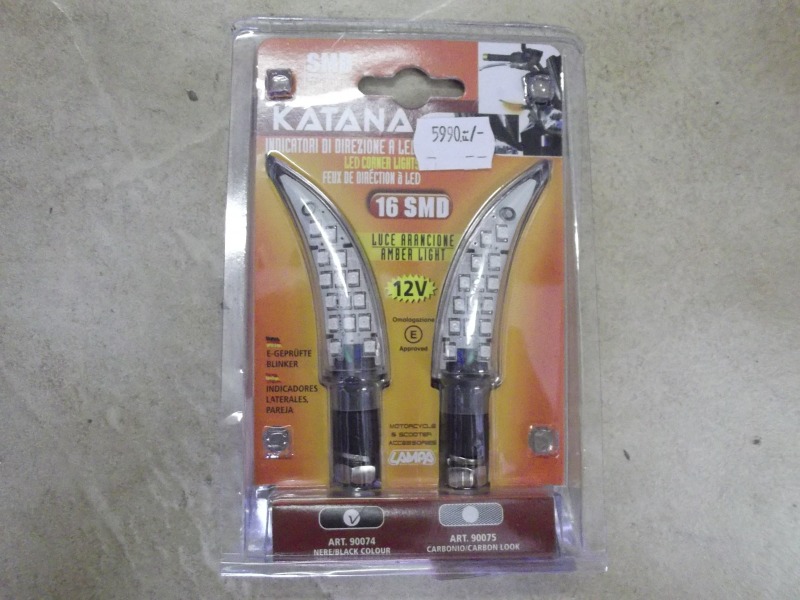 SMD
KATANA
5990.-/-
INDICATORI DI DIREZIONE A LED
LED CORNER LIGHTS
FEUX DE DIRECTION à LED
16 SMD
LUCE ARANCIONE
AMBER LIGHT
12V
Omologazione
E
Approved
E-GEPRÜFTE
BLINKER
INDICADORES
LATERALES,
PAREJA
MOTORCYCLE
& SCOOTER
ACCESSORIES
LAMPA
ART. 90074
NERE/BLACK COLOUR
ART. 90075
CARBONIO/CARBON LOOK